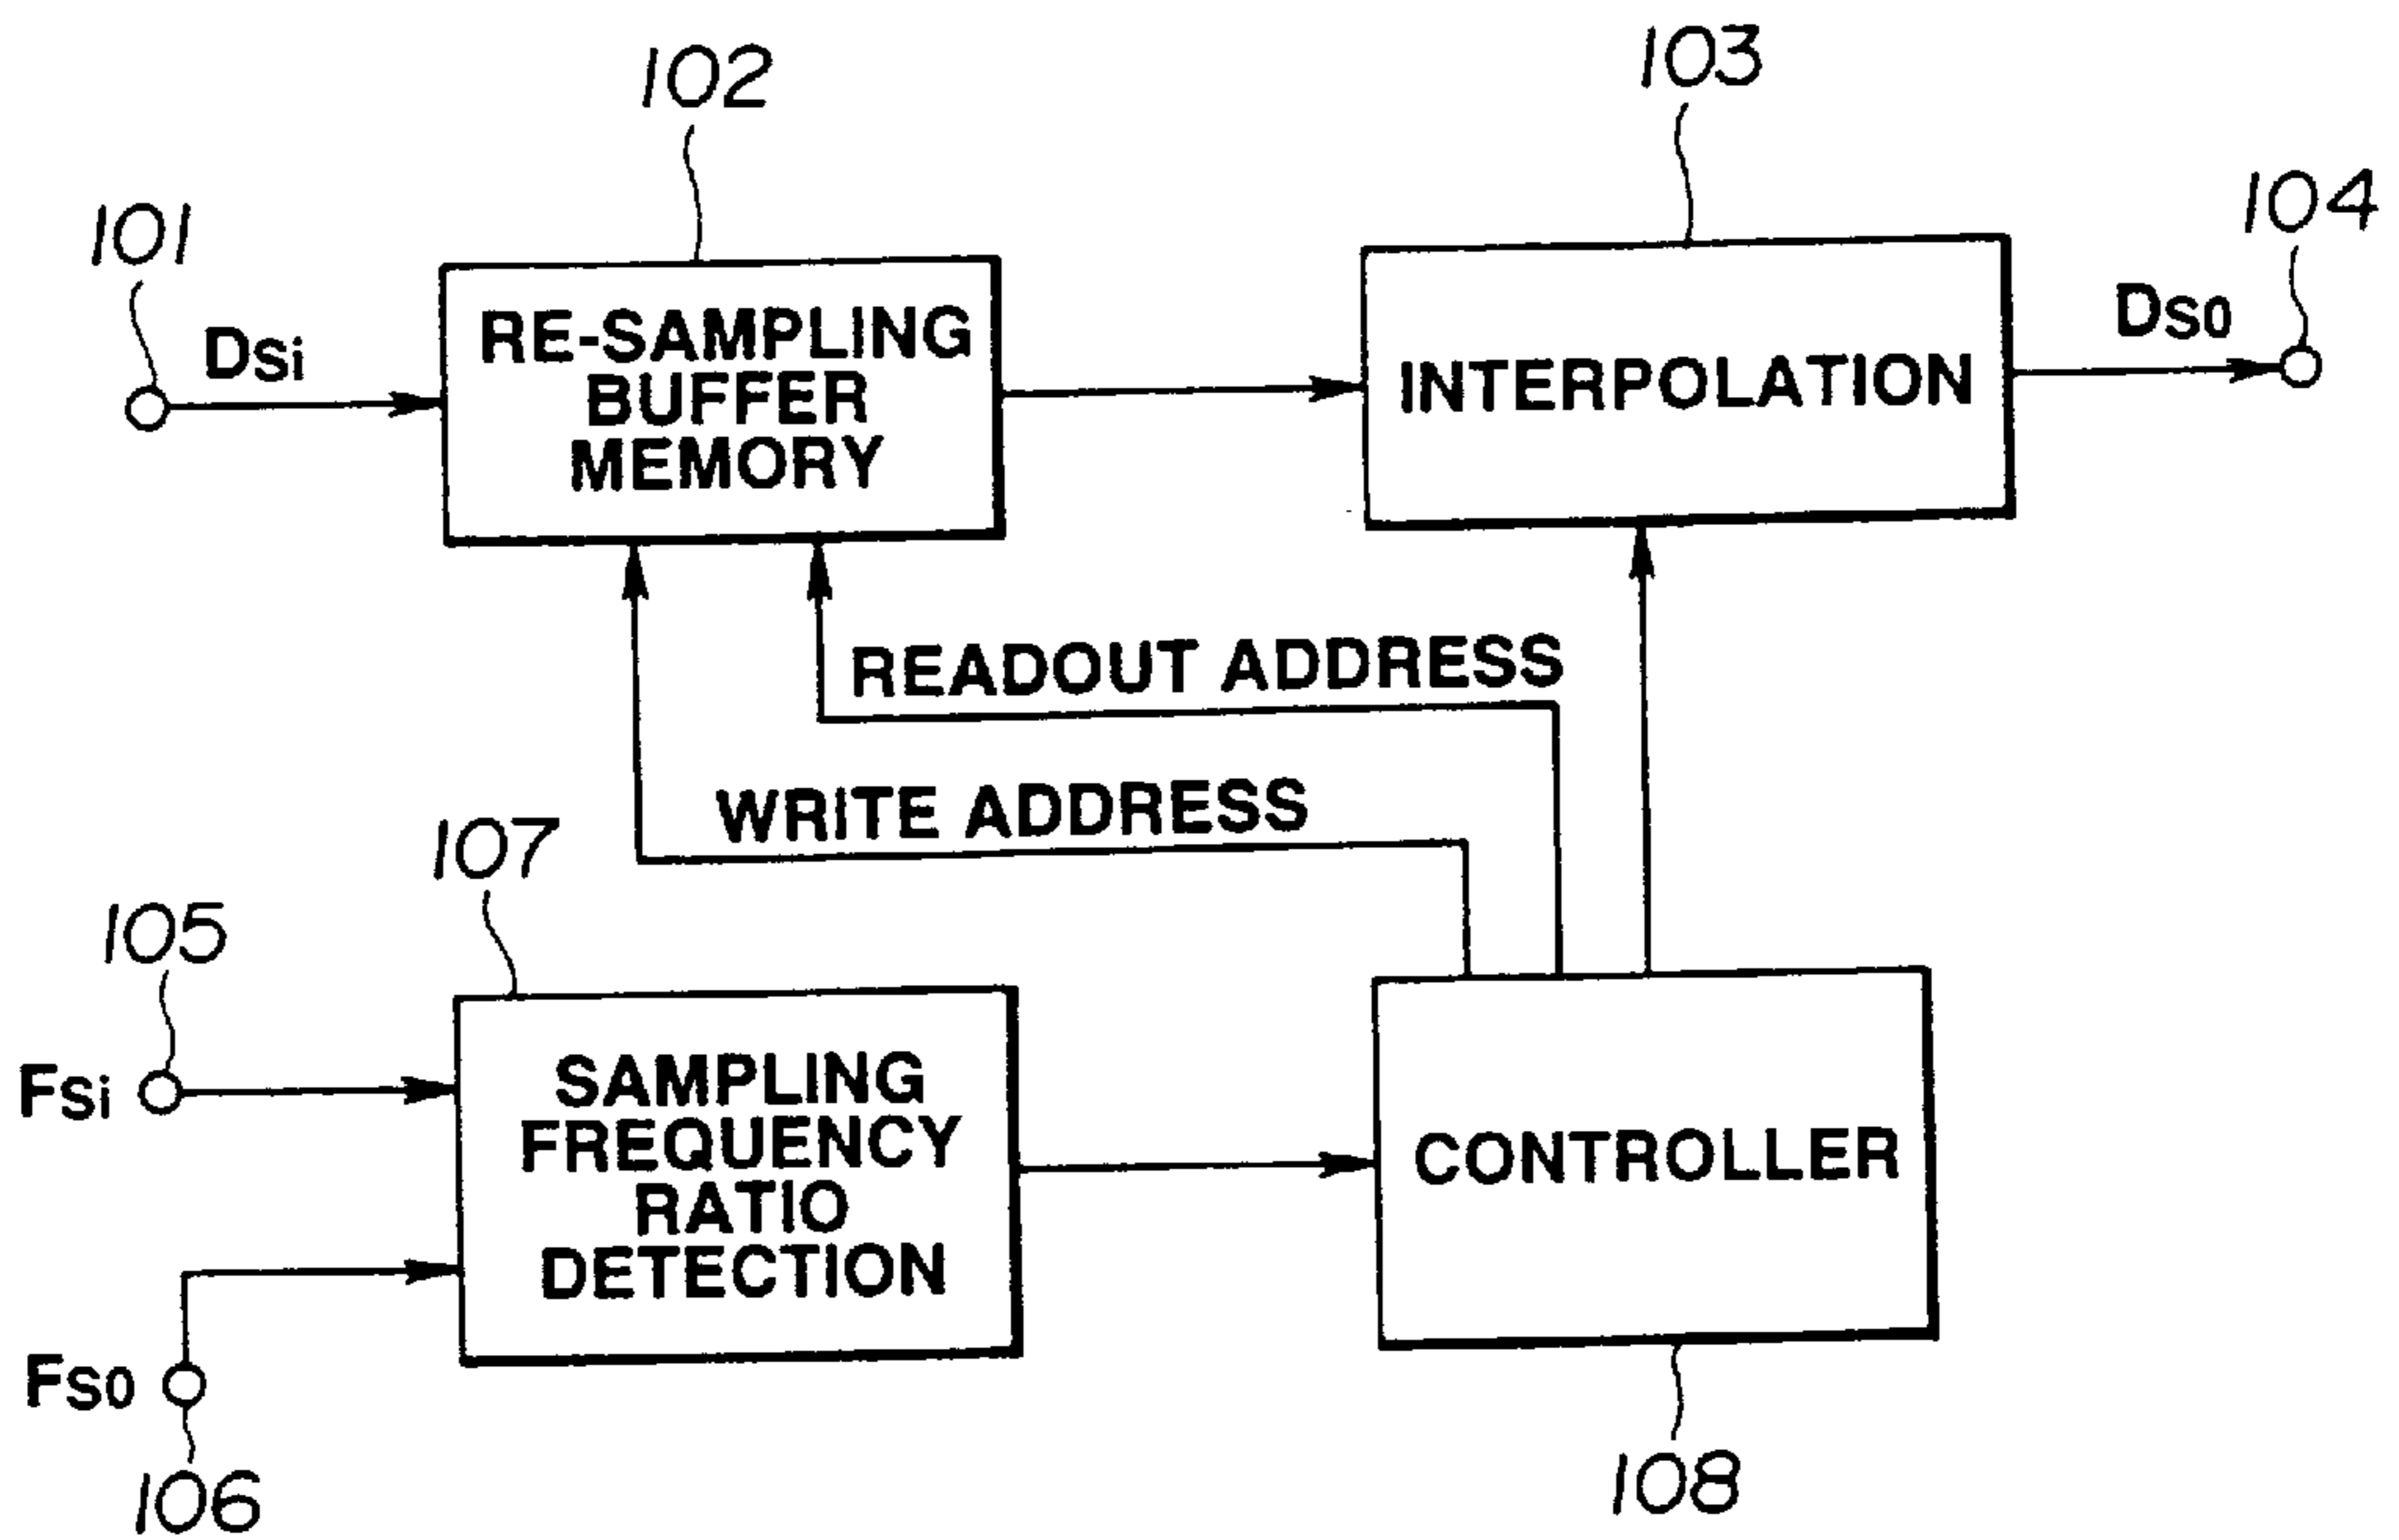 102
103
101
104
DSi
RE-SAMPLING
BUFFER
MEMORY
INTERPOLATION
DS0
READOUT ADDRESS
WRITE ADDRESS
107
105
FSi
SAMPLING
FREQUENCY
RATIO
DETECTION
CONTROLLER
FS0
106
108